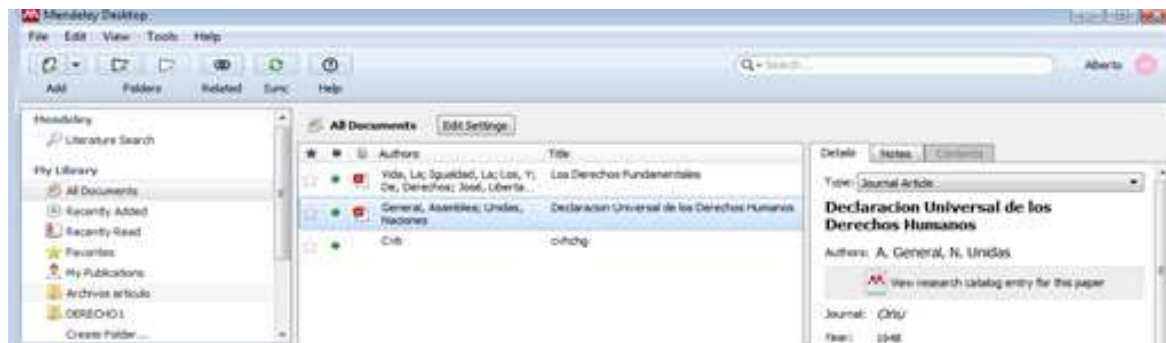 Mendeley Desktop
File Edit View Tools Help
Search...
Alberto
Add Folders Related Sync Help
Mendeley
Literature Search
My Library
All Documents
Recently Added
Recently Read
Favorites
My Publications
Archivos articulo
DERECHO1
Create Folder...
All Documents Edit Settings
Authors Title
Vida, La; Igualdad, La; Los, Y; Los Derechos Fundamentales
De, Derechos; José, Liberta...
General, Asamblea; Unidas, Declaracion Universal de los Derechos Humanos
Naciones
Details Notes Contents
Type: Journal Article
Declaracion Universal de los
Derechos Humanos
Authors: A. General, N. Unidas
View research catalog entry for this paper
Journal: Onu
Year: 1948